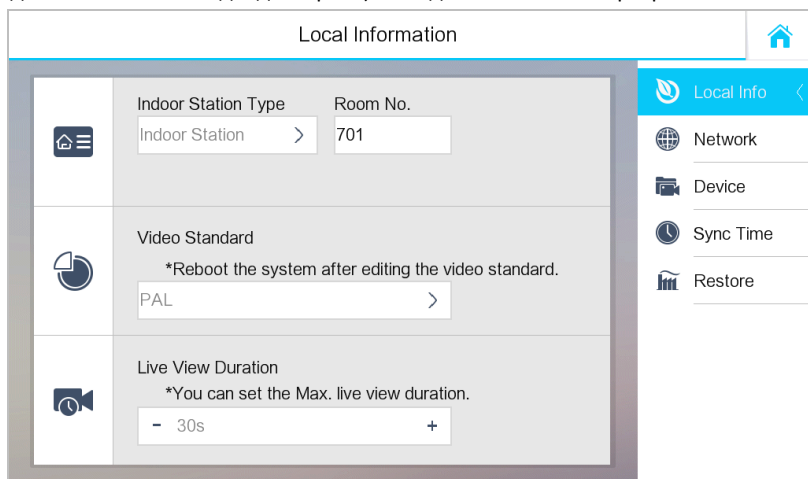 Local Information
Indoor Station Type
Room No.
Indoor Station
701
Video Standard
*Reboot the system after editing the video standard.
PAL
Live View Duration
*You can set the Max. live view duration.
- 30s +
Local Info
Network
Device
Sync Time
Restore